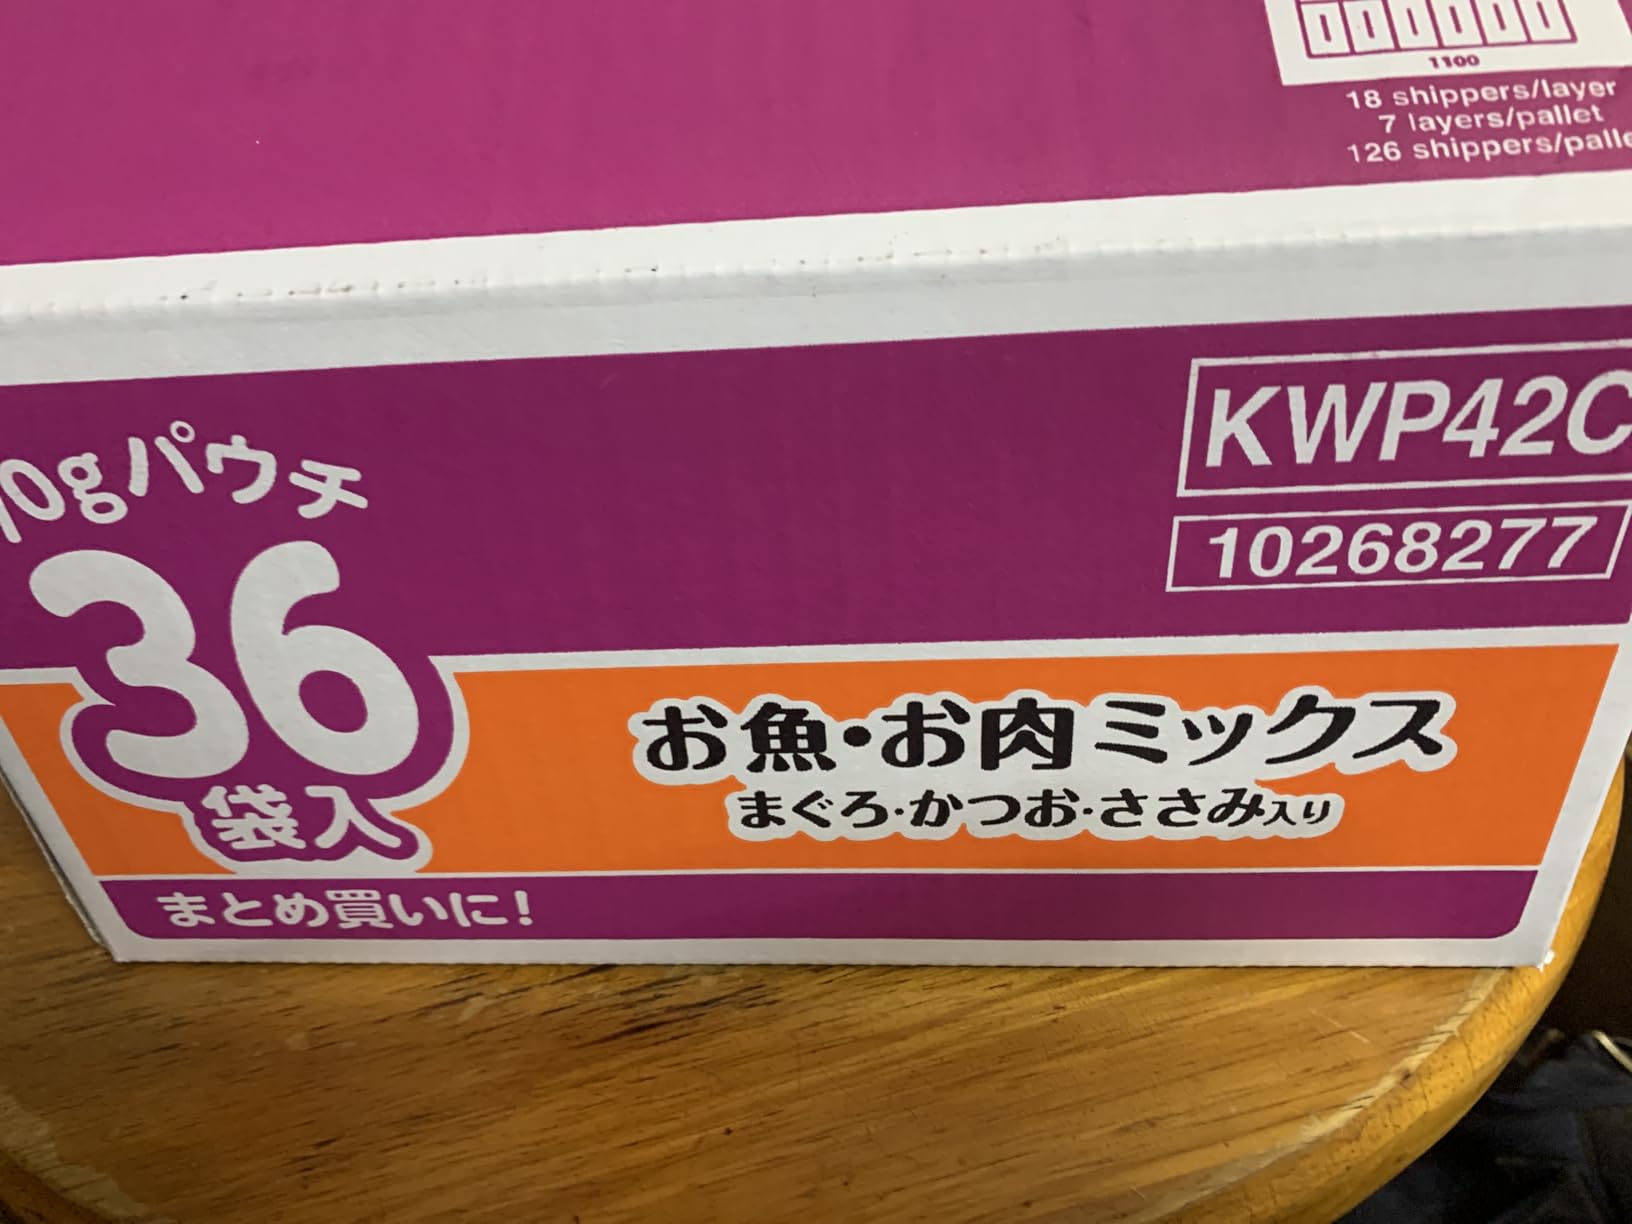 1100
18 shippers/layer
7 layers/pallet
126 shippers/palle
KWP42C
10268277
0gパウチ
36
袋入
お魚・お肉ミックス
まぐろ・かつお・ささみ入り
まとめ買いに!